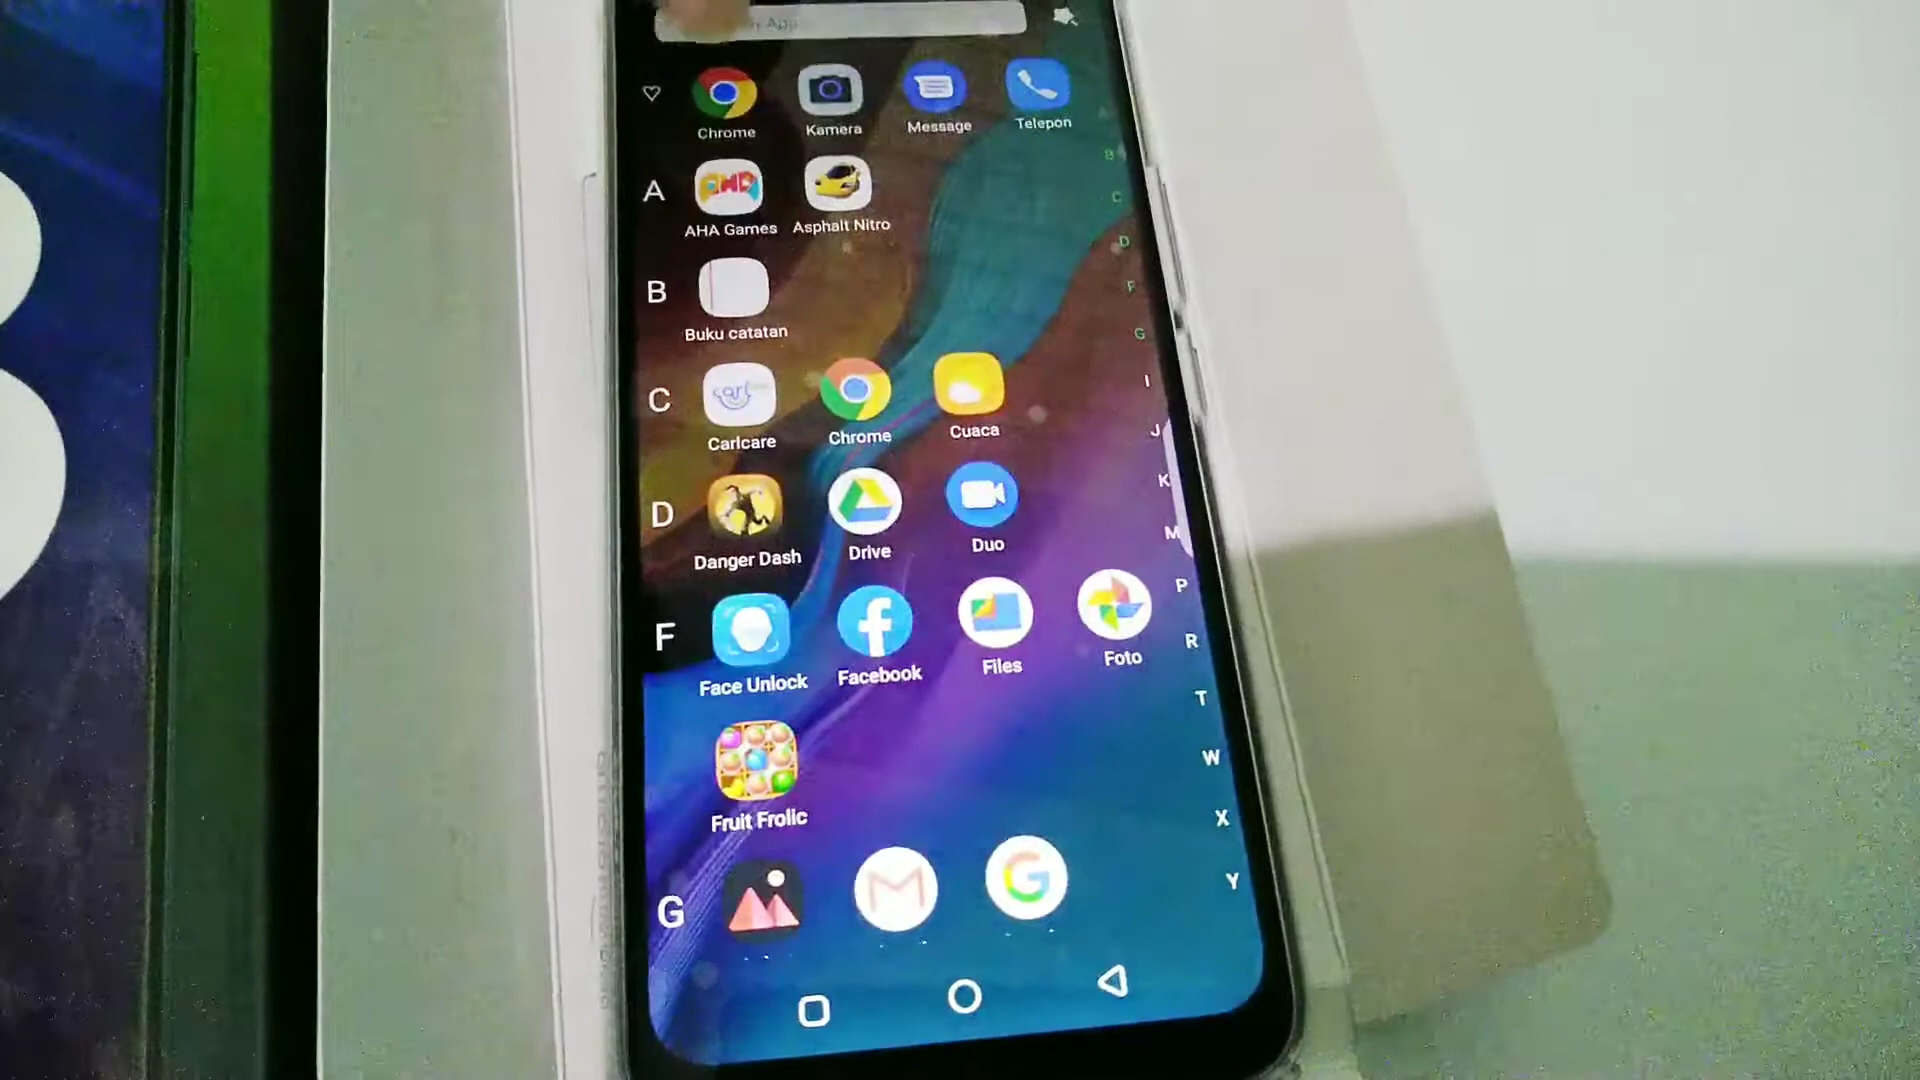 App
Chrome Kamera Message Telepon
A
AHA Games Asphalt Nitro
B
Buku catatan
C
Carlcare Chrome Cuaca
D
Danger Dash Drive Duo
F
Face Unlock Facebook Files Foto
Fruit Frolic
G
B
C
D
F
G
I
J
K
M
P
R
T
W
X
Y